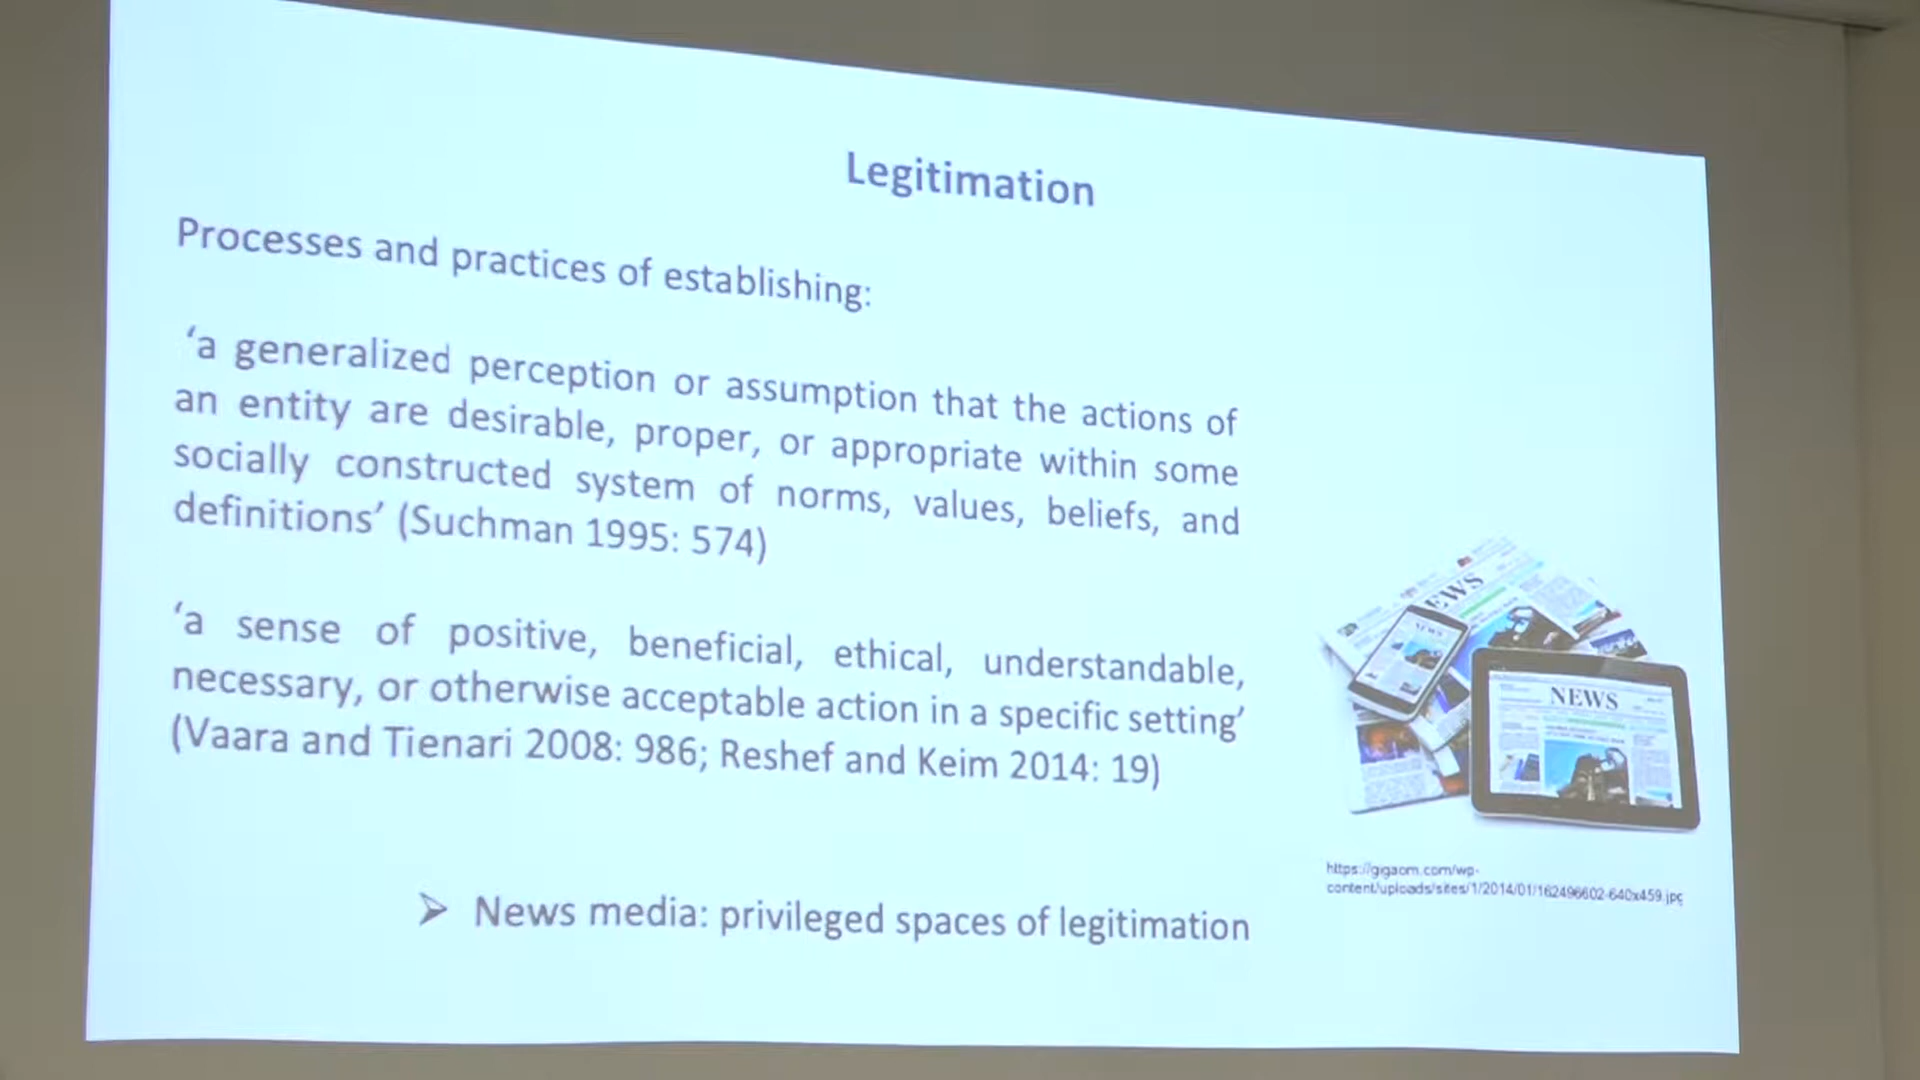 Legitimation
Processes and practices of establishing:
‘a generalized perception or assumption that the actions of
an entity are desirable, proper, or appropriate within some
socially constructed system of norms, values, beliefs, and
definitions’ (Suchman 1995: 574)
‘a sense of positive, beneficial, ethical, understandable,
necessary, or otherwise acceptable action in a specific setting’
(Vaara and Tienari 2008: 986; Reshef and Keim 2014: 19)
➤ News media: privileged spaces of legitimation
EWS
NEWS
NEWS
https://gigaom.com/wp-
content/uploads/sites/1/2014/01/162496602-640x459.jpg